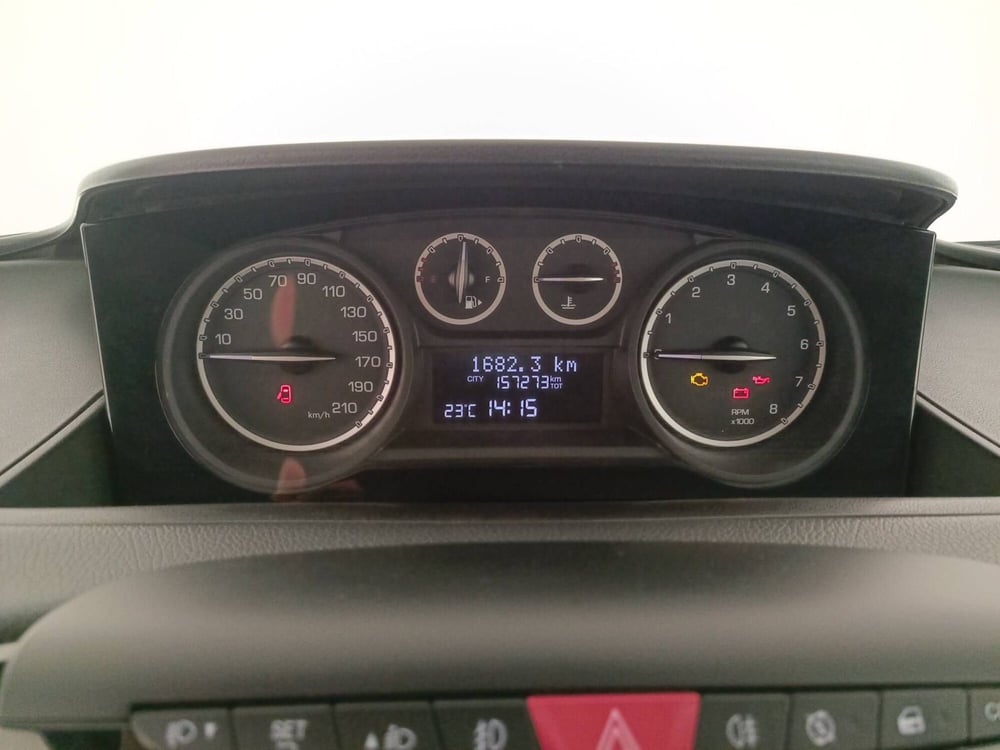 10 30 50 70 90 110 130 150 170 190 210
km/h
F
1682.3 km
CITY 157273 km TOT
23°C 14:15
1 2 3 4 5 6 7 8
RPM
x1000
SET